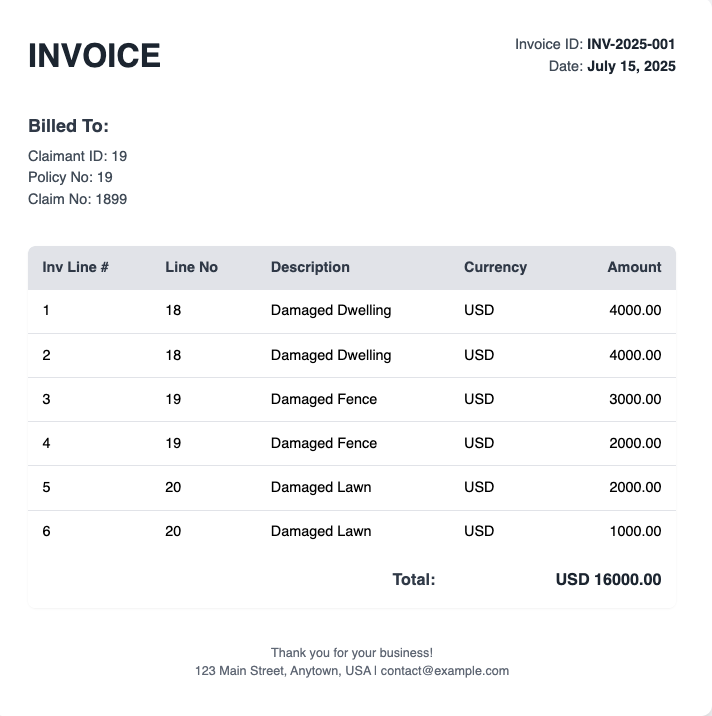 INVOICE
Invoice ID: INV-2025-001
Date: July 15, 2025
Billed To:
Claimant ID: 19
Policy No: 19
Claim No: 1899
Inv Line # Line No Description Currency Amount
1 18 Damaged Dwelling USD 4000.00
2 18 Damaged Dwelling USD 4000.00
3 19 Damaged Fence USD 3000.00
4 19 Damaged Fence USD 2000.00
5 20 Damaged Lawn USD 2000.00
6 20 Damaged Lawn USD 1000.00
Total: USD 16000.00
Thank you for your business!
123 Main Street, Anytown, USA | contact@example.com